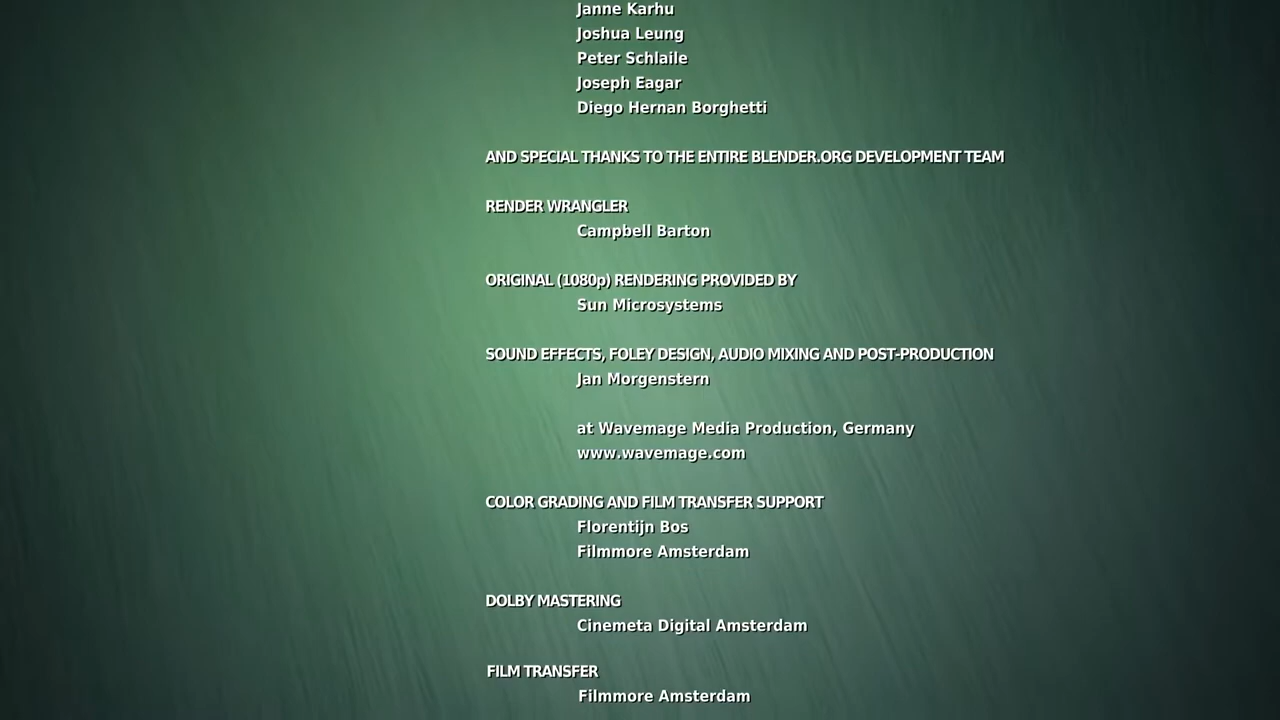 Janne Karhu
Joshua Leung
Peter Schlaile
Joseph Eagar
Diego Hernan Borghetti
AND SPECIAL THANKS TO THE ENTIRE BLENDER.ORG DEVELOPMENT TEAM
RENDER WRANGLER
Campbell Barton
ORIGINAL (1080p) RENDERING PROVIDED BY
Sun Microsystems
SOUND EFFECTS, FOLEY DESIGN, AUDIO MIXING AND POST-PRODUCTION
Jan Morgenstern
at Wavemage Media Production, Germany
www.wavemage.com
COLOR GRADING AND FILM TRANSFER SUPPORT
Florentijn Bos
Filmmore Amsterdam
DOLBY MASTERING
Cinemeta Digital Amsterdam
FILM TRANSFER
Filmmore Amsterdam